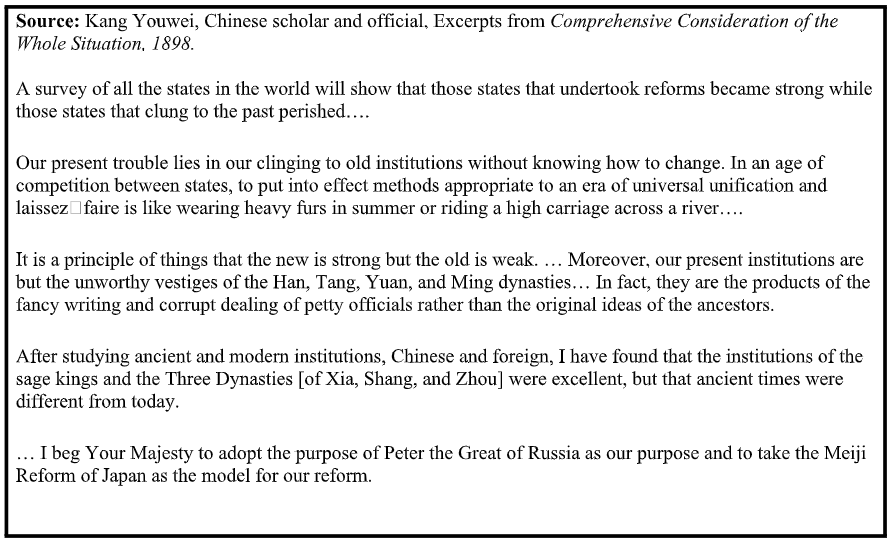 Source: Kang Youwei, Chinese scholar and official, Excerpts from Comprehensive Consideration of the
Whole Situation, 1898.
A survey of all the states in the world will show that those states that undertook reforms became strong while
those states that clung to the past perished….
Our present trouble lies in our clinging to old institutions without knowing how to change. In an age of
competition between states, to put into effect methods appropriate to an era of universal unification and
laissez□faire is like wearing heavy furs in summer or riding a high carriage across a river….
It is a principle of things that the new is strong but the old is weak. … Moreover, our present institutions are
but the unworthy vestiges of the Han, Tang, Yuan, and Ming dynasties… In fact, they are the products of the
fancy writing and corrupt dealing of petty officials rather than the original ideas of the ancestors.
After studying ancient and modern institutions, Chinese and foreign, I have found that the institutions of the
sage kings and the Three Dynasties [of Xia, Shang, and Zhou] were excellent, but that ancient times were
different from today.
… I beg Your Majesty to adopt the purpose of Peter the Great of Russia as our purpose and to take the Meiji
Reform of Japan as the model for our reform.